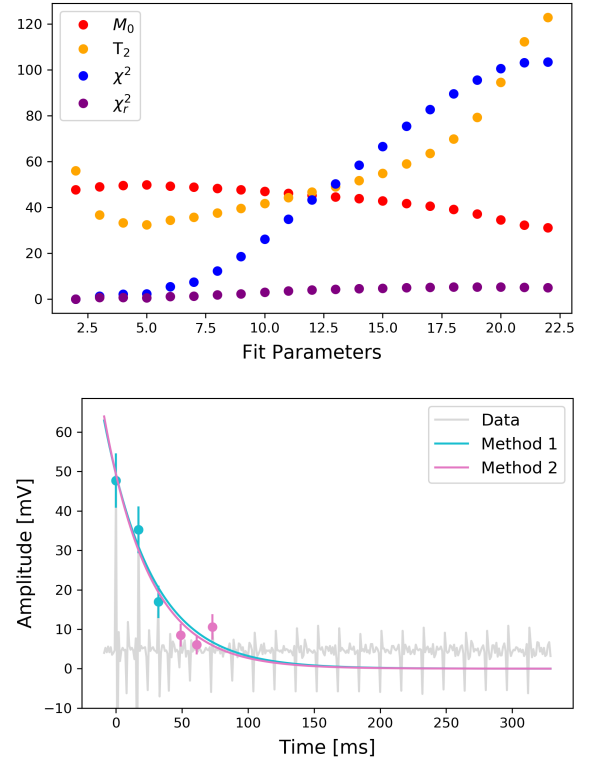 120
100
80
60
40
20
0
M₀
T₂
χ²
χᵣ²
2.5 5.0 7.5 10.0 12.5 15.0 17.5 20.0 22.5
Fit Parameters
60
50
40
30
20
10
0
−10
Amplitude [mV]
Data
Method 1
Method 2
0 50 100 150 200 250 300
Time [ms]